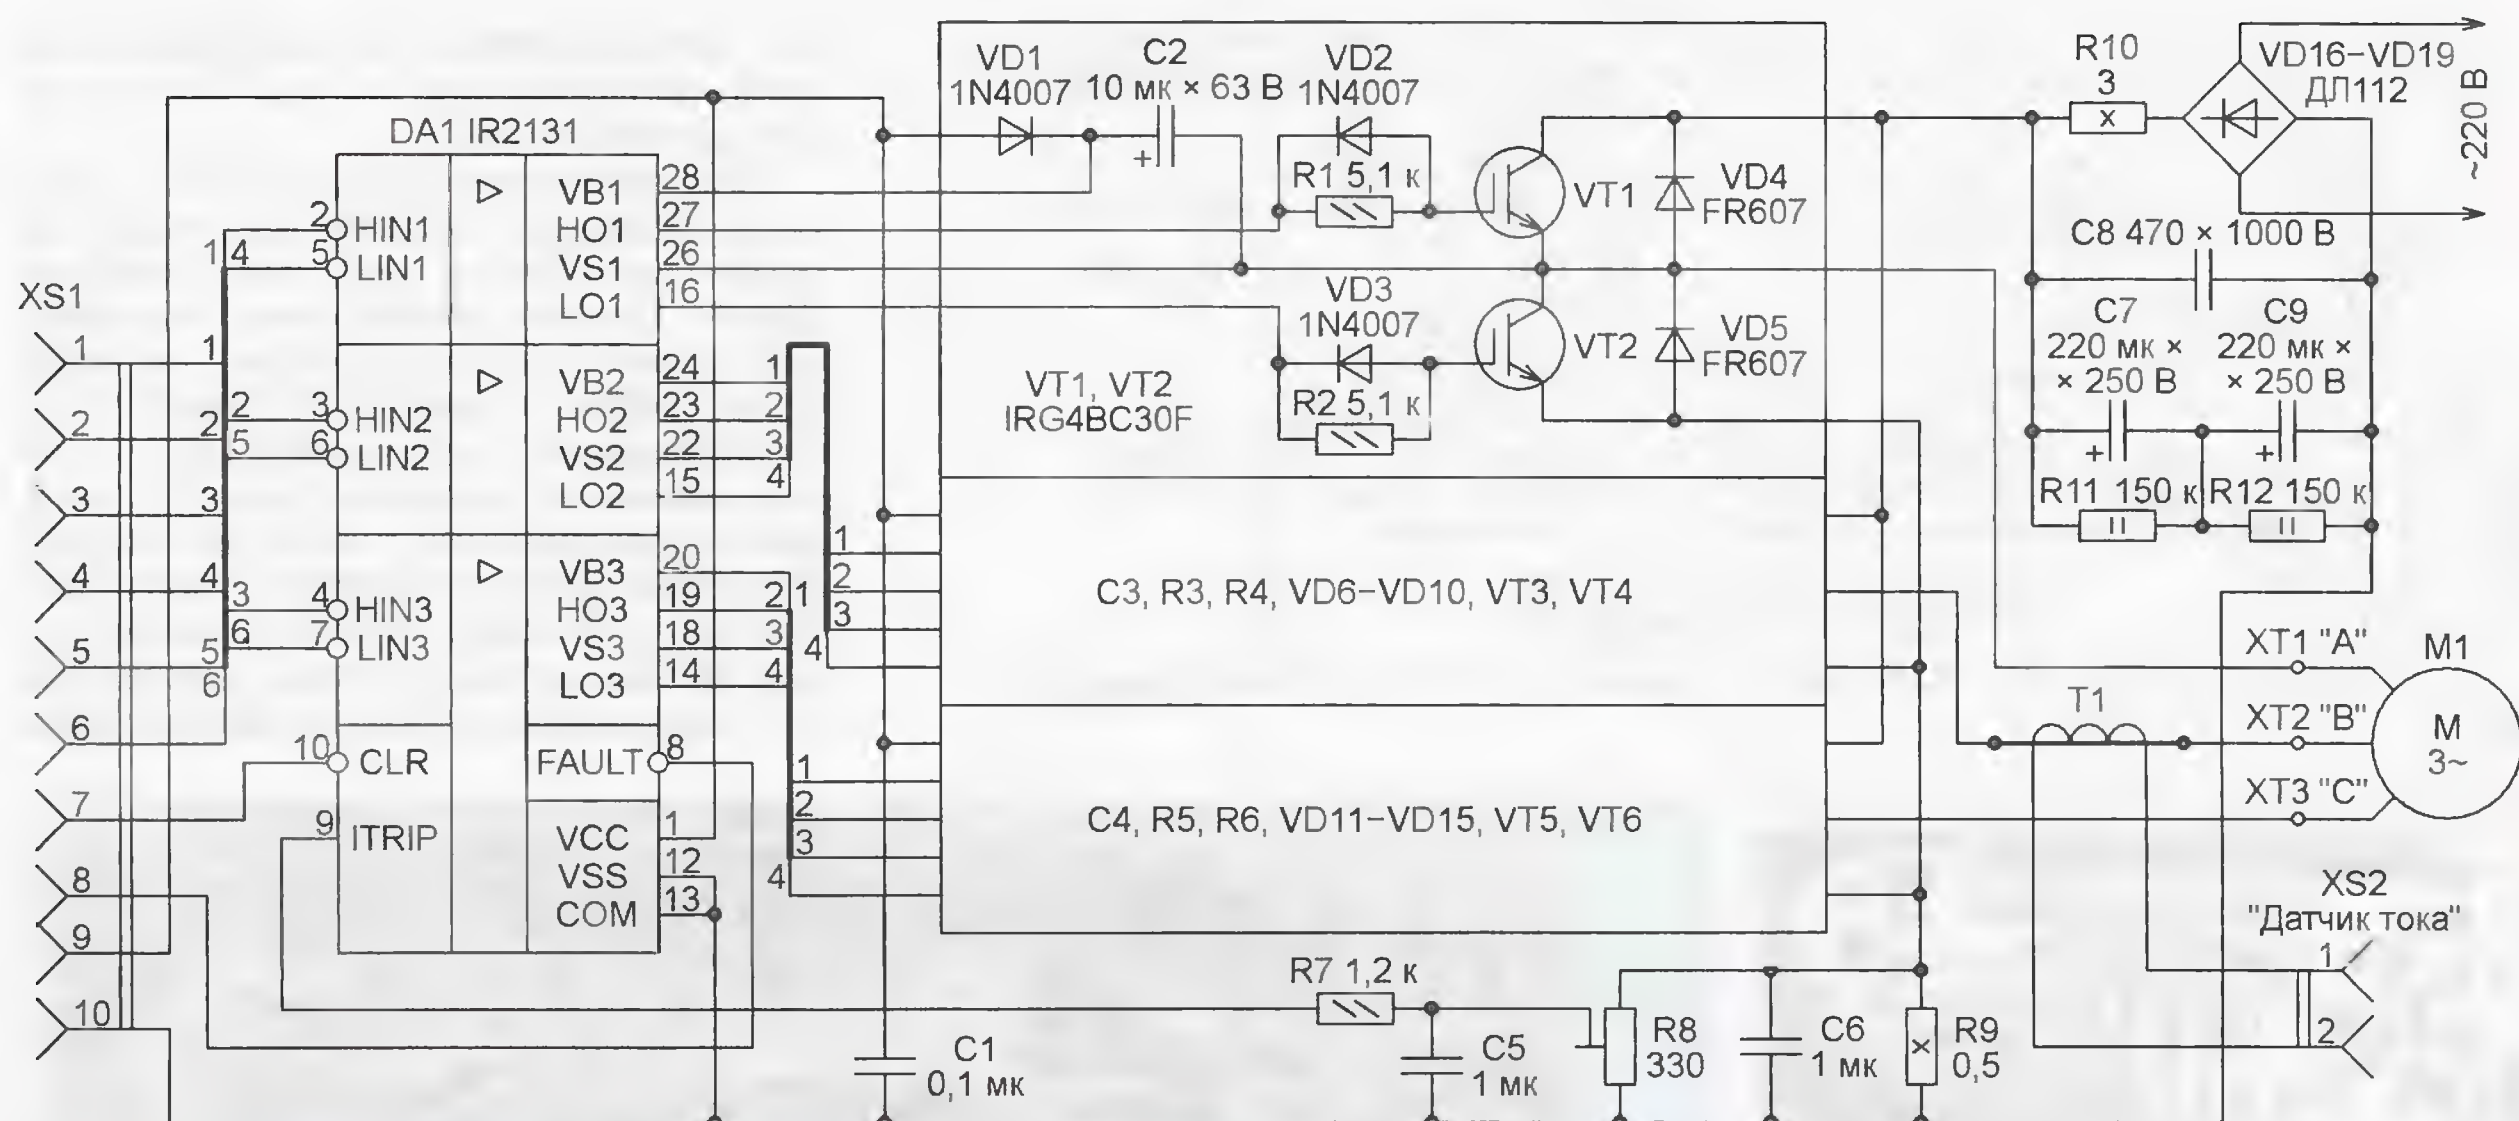 VD1
1N4007
C2
10 мк × 63 В
VD2
1N4007
R10
3
VD16–VD19
ДЛ112
~220 В
DA1 IR2131
R1 5,1 к
VT1
VD4
FR607
C8 470 × 1000 В
VB1
HO1
VS1
LO1
28
27
26
16
2
HIN1
1
4
5
LIN1
XS1
VD3
1N4007
R2 5,1 к
VT2
VD5
FR607
C7
220 мк ×
× 250 В
C9
220 мк ×
× 250 В
VT1, VT2
IRG4BC30F
R11 150 к
R12 150 к
1
1
2
2
3
3
4
4
5
5
6
6
7
8
9
10
2
3
HIN2
5
6
LIN2
VB2
HO2
VS2
LO2
24
23
22
15
1
2
3
4
3
4
HIN3
6
7
LIN3
VB3
HO3
VS3
LO3
20
19
18
14
1
2
3
4
1
2
3
4
C3, R3, R4, VD6–VD10, VT3, VT4
XT1 "A"
XT2 "B"
XT3 "C"
M1
M
3~
T1
10
CLR
FAULT
8
9
ITRIP
VCC
VSS
COM
1
12
13
1
2
3
4
C4, R5, R6, VD11–VD15, VT5, VT6
XS2
"Датчик тока"
1
2
R7 1,2 к
C1
0,1 мк
C5
1 мк
R8
330
C6
1 мк
R9
0,5